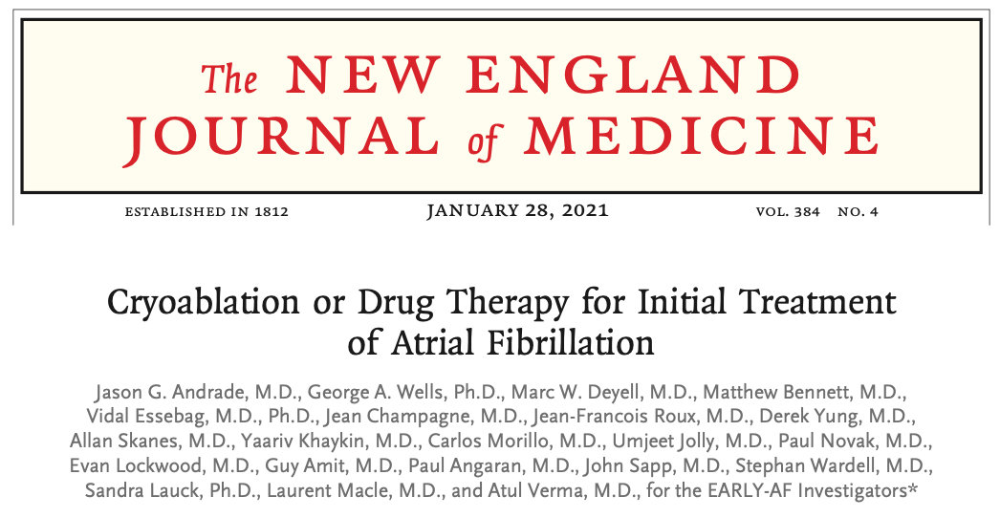 The NEW ENGLAND
JOURNAL of MEDICINE
ESTABLISHED IN 1812 JANUARY 28, 2021 VOL. 384 NO. 4
Cryoablation or Drug Therapy for Initial Treatment
of Atrial Fibrillation
Jason G. Andrade, M.D., George A. Wells, Ph.D., Marc W. Deyell, M.D., Matthew Bennett, M.D.,
Vidal Essebag, M.D., Ph.D., Jean Champagne, M.D., Jean-Francois Roux, M.D., Derek Yung, M.D.,
Allan Skanes, M.D., Yaariv Khaykin, M.D., Carlos Morillo, M.D., Umjeet Jolly, M.D., Paul Novak, M.D.,
Evan Lockwood, M.D., Guy Amit, M.D., Paul Angaran, M.D., John Sapp, M.D., Stephan Wardell, M.D.,
Sandra Lauck, Ph.D., Laurent Macle, M.D., and Atul Verma, M.D., for the EARLY-AF Investigators*